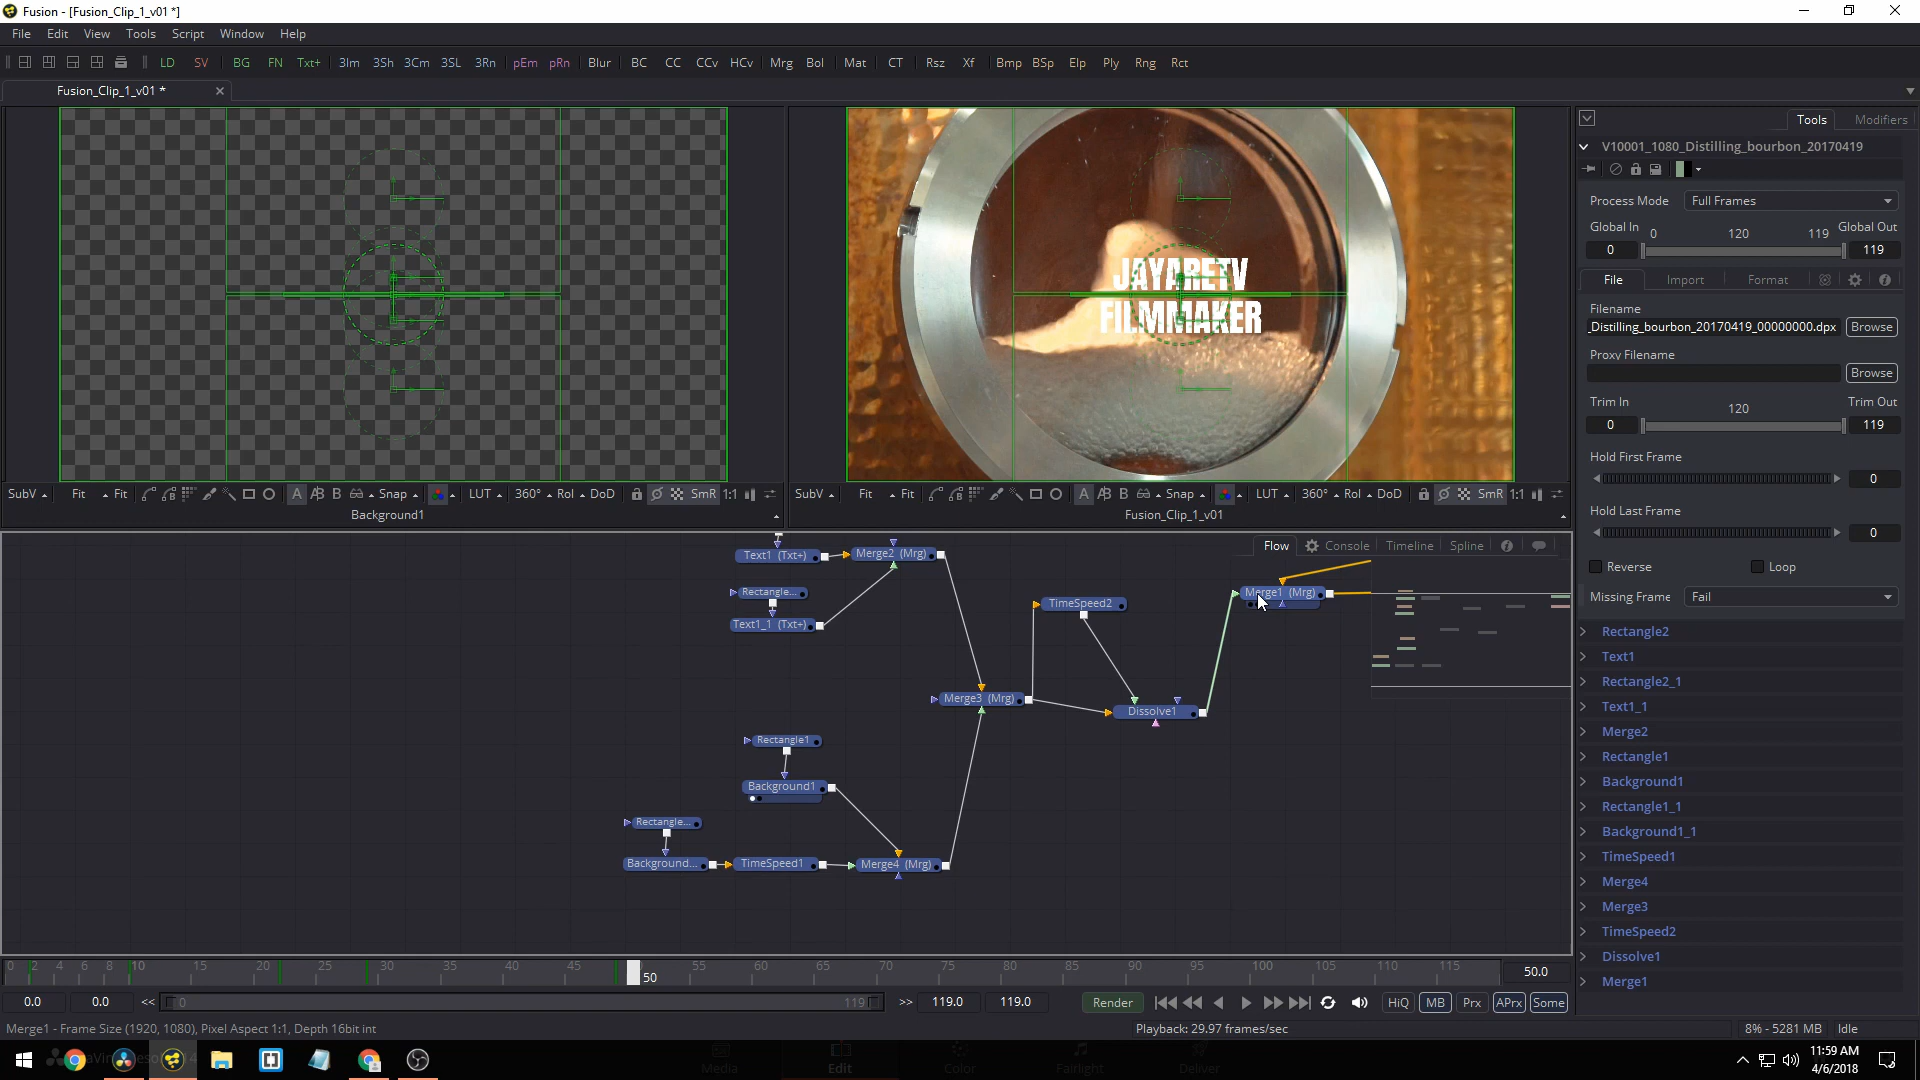 Fusion - [Fusion_Clip_1_v01 *]
File Edit View Tools Script Window Help
LD SV BG FN Txt+ 3Im 3Sh 3Cm 3SL 3Rn pEm pRn Blur BC CC CCv HCv Mrg Bol Mat CT Rsz Xf Bmp BSp Elp Ply Rng Rct
Fusion_Clip_1_v01 *
JAYARETV
FILMMAKER
SubV Fit Fit A B Snap LUT 360° RoI DoD SmR 1:1
SubV Fit Fit A B Snap LUT 360° RoI DoD SmR 1:1
Background1
Fusion_Clip_1_v01
Tools Modifiers
V10001_1080_Distilling_bourbon_20170419
Process Mode Full Frames
Global In 0 120 119 Global Out
0 119
File Import Format
Filename
_Distilling_bourbon_20170419_00000000.dpx Browse
Proxy Filename
Browse
Trim In 120 Trim Out
0 119
Hold First Frame
0
Hold Last Frame
0
Reverse Loop
Missing Frame Fail
Rectangle2
Text1
Rectangle2_1
Text1_1
Merge2
Rectangle1
Background1
Rectangle1_1
Background1_1
TimeSpeed1
Merge4
Merge3
TimeSpeed2
Dissolve1
Merge1
Flow Console Timeline Spline
Text1 (Txt+) Merge2 (Mrg)
Rectangle...
Text1_1 (Txt+)
TimeSpeed2
Merge1 (Mrg)
Merge3 (Mrg)
Dissolve1
Rectangle1
Background1
Rectangle...
Background... TimeSpeed1 Merge4 (Mrg)
0 2 4 6 8 10 15 20 25 30 35 40 45 50 55 60 65 70 75 80 85 90 95 100 105 110 115 50.0
0.0 0.0 << 0 119 >> 119.0 119.0 Render HiQ MB Prx APrx Some
Merge1 - Frame Size (1920, 1080), Pixel Aspect 1:1, Depth 16bit int
Playback: 29.97 frames/sec
8% - 5281 MB Idle
Media Edit Color Fairlight Deliver
11:59 AM
4/6/2018